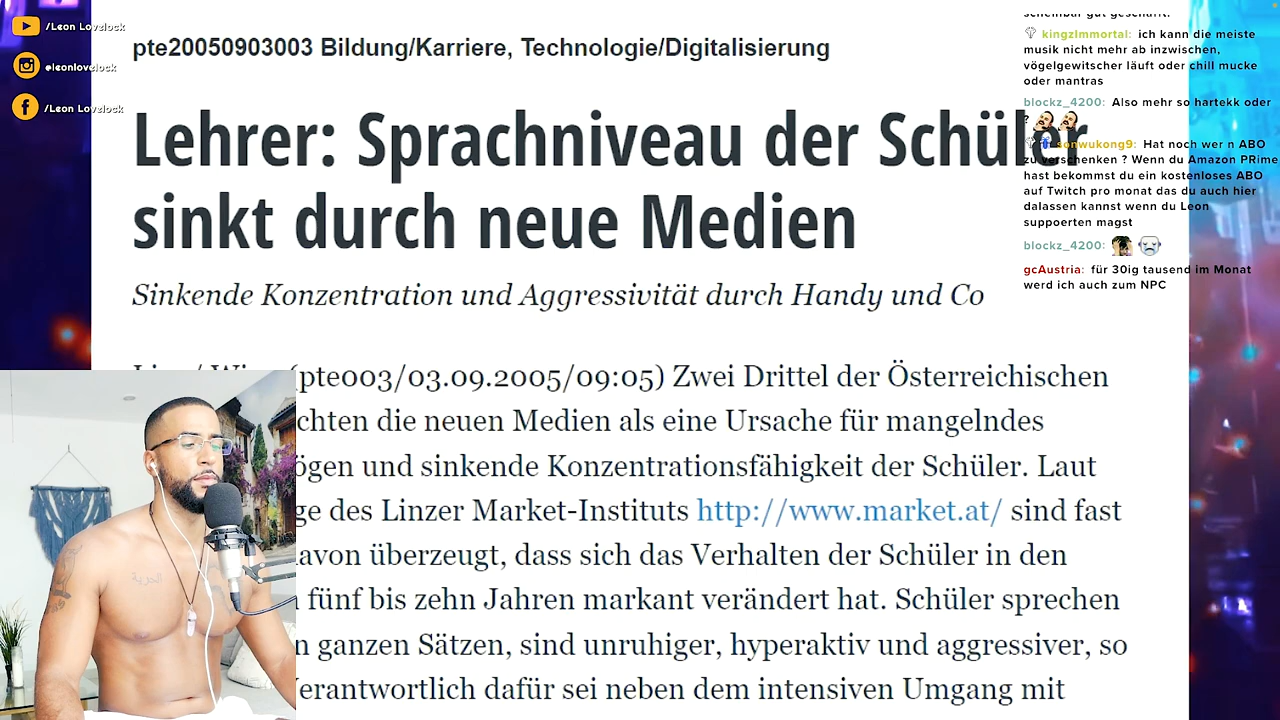 /Leon Lovelock
@leonlovelock
/Leon Lovelock
pte20050903003 Bildung/Karriere, Technologie/Digitalisierung
Lehrer: Sprachniveau der Schüler
sinkt durch neue Medien
Sinkende Konzentration und Aggressivität durch Handy und Co
(pte003/03.09.2005/09:05) Zwei Drittel der Österreichischen
chten die neuen Medien als eine Ursache für mangelndes
ögen und sinkende Konzentrationsfähigkeit der Schüler. Laut
ge des Linzer Market-Instituts http://www.market.at/ sind fast
avon überzeugt, dass sich das Verhalten der Schüler in den
fünf bis zehn Jahren markant verändert hat. Schüler sprechen
n ganzen Sätzen, sind unruhiger, hyperaktiv und aggressiver, so
erantwortlich dafür sei neben dem intensiven Umgang mit
scheinbar gut geschärft.
kingzImmortal: ich kann die meiste
musik nicht mehr ab inzwischen,
vögelgewitscher läuft oder chill mucke
oder mantras
blockz_4200: Also mehr so hartekk oder
?
sonwukong9: Hat noch wer n ABO
zu verschenken ? Wenn du Amazon PRime
hast bekommst du ein kostenloses ABO
auf Twitch pro monat das du auch hier
dalassen kannst wenn du Leon
suppoerten magst
blockz_4200:
gcAustria: für 30ig tausend im Monat
werd ich auch zum NPC